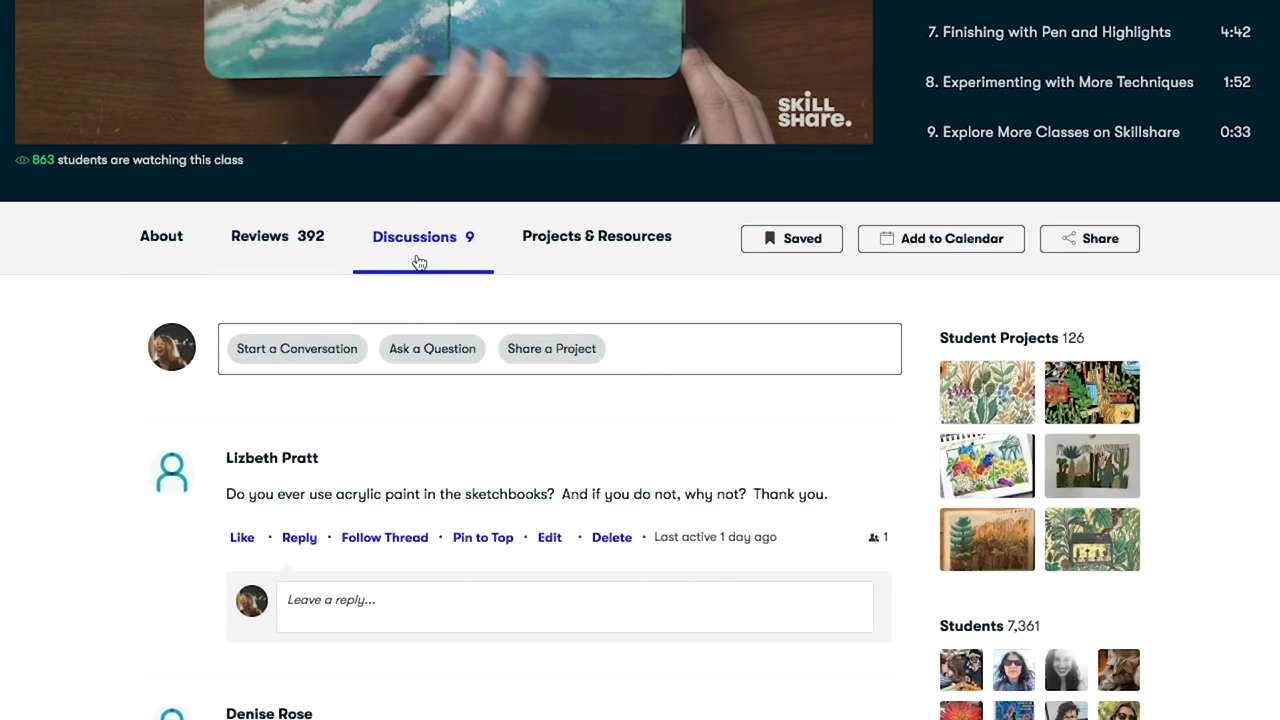 7. Finishing with Pen and Highlights 4:42
8. Experimenting with More Techniques 1:52
SKILL
SHARE.
9. Explore More Classes on Skillshare 0:33
863 students are watching this class
About Reviews 392 Discussions 9 Projects & Resources Saved Add to Calendar Share
Start a Conversation Ask a Question Share a Project
Student Projects 126
Lizbeth Pratt
Do you ever use acrylic paint in the sketchbooks? And if you do not, why not? Thank you.
Like · Reply · Follow Thread · Pin to Top · Edit · Delete · Last active 1 day ago 1
Leave a reply...
Students 7,361
Denise Rose